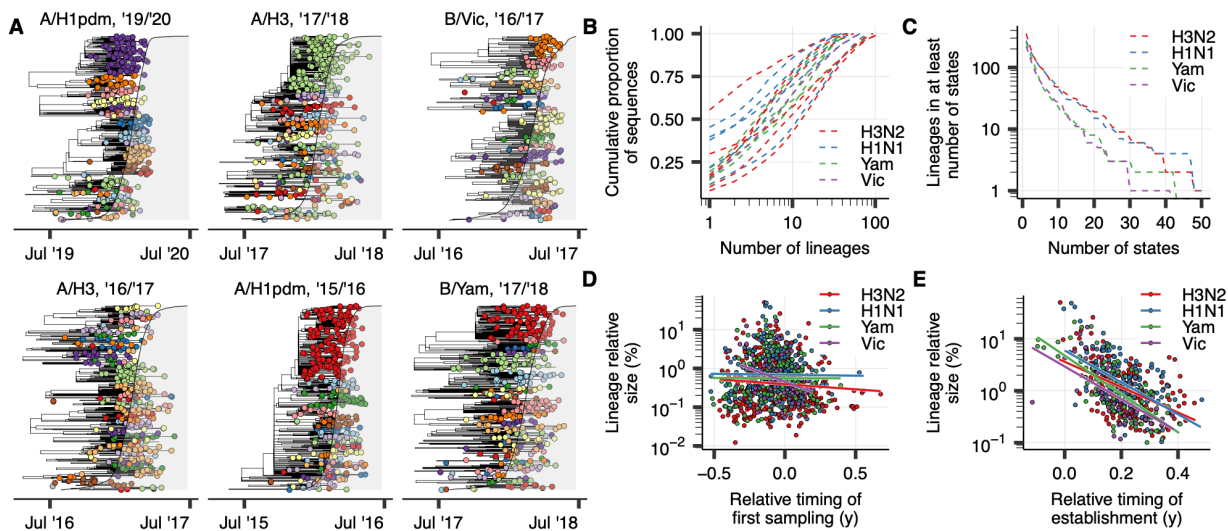 A
A/H1pdm, '19/'20
A/H3, '17/'18
B/Vic, '16/'17
Jul '19
Jul '20
Jul '17
Jul '18
Jul '16
Jul '17
A/H3, '16/'17
A/H1pdm, '15/'16
B/Yam, '17/'18
Jul '16
Jul '17
Jul '15
Jul '16
Jul '17
Jul '18
B
Cumulative proportion
of sequences
1.00
0.75
0.50
0.25
H3N2
H1N1
Yam
Vic
1
10
100
Number of lineages
C
Lineages in at least
number of states
100
10
1
H3N2
H1N1
Yam
Vic
0
10
20
30
40
50
Number of states
D
Lineage relative
size (%)
10¹
10⁰
10⁻¹
10⁻²
H3N2
H1N1
Yam
Vic
−0.5
0.0
0.5
Relative timing of
first sampling (y)
E
Lineage relative
size (%)
10¹
10⁰
10⁻¹
H3N2
H1N1
Yam
Vic
0.0
0.2
0.4
Relative timing of
establishment (y)